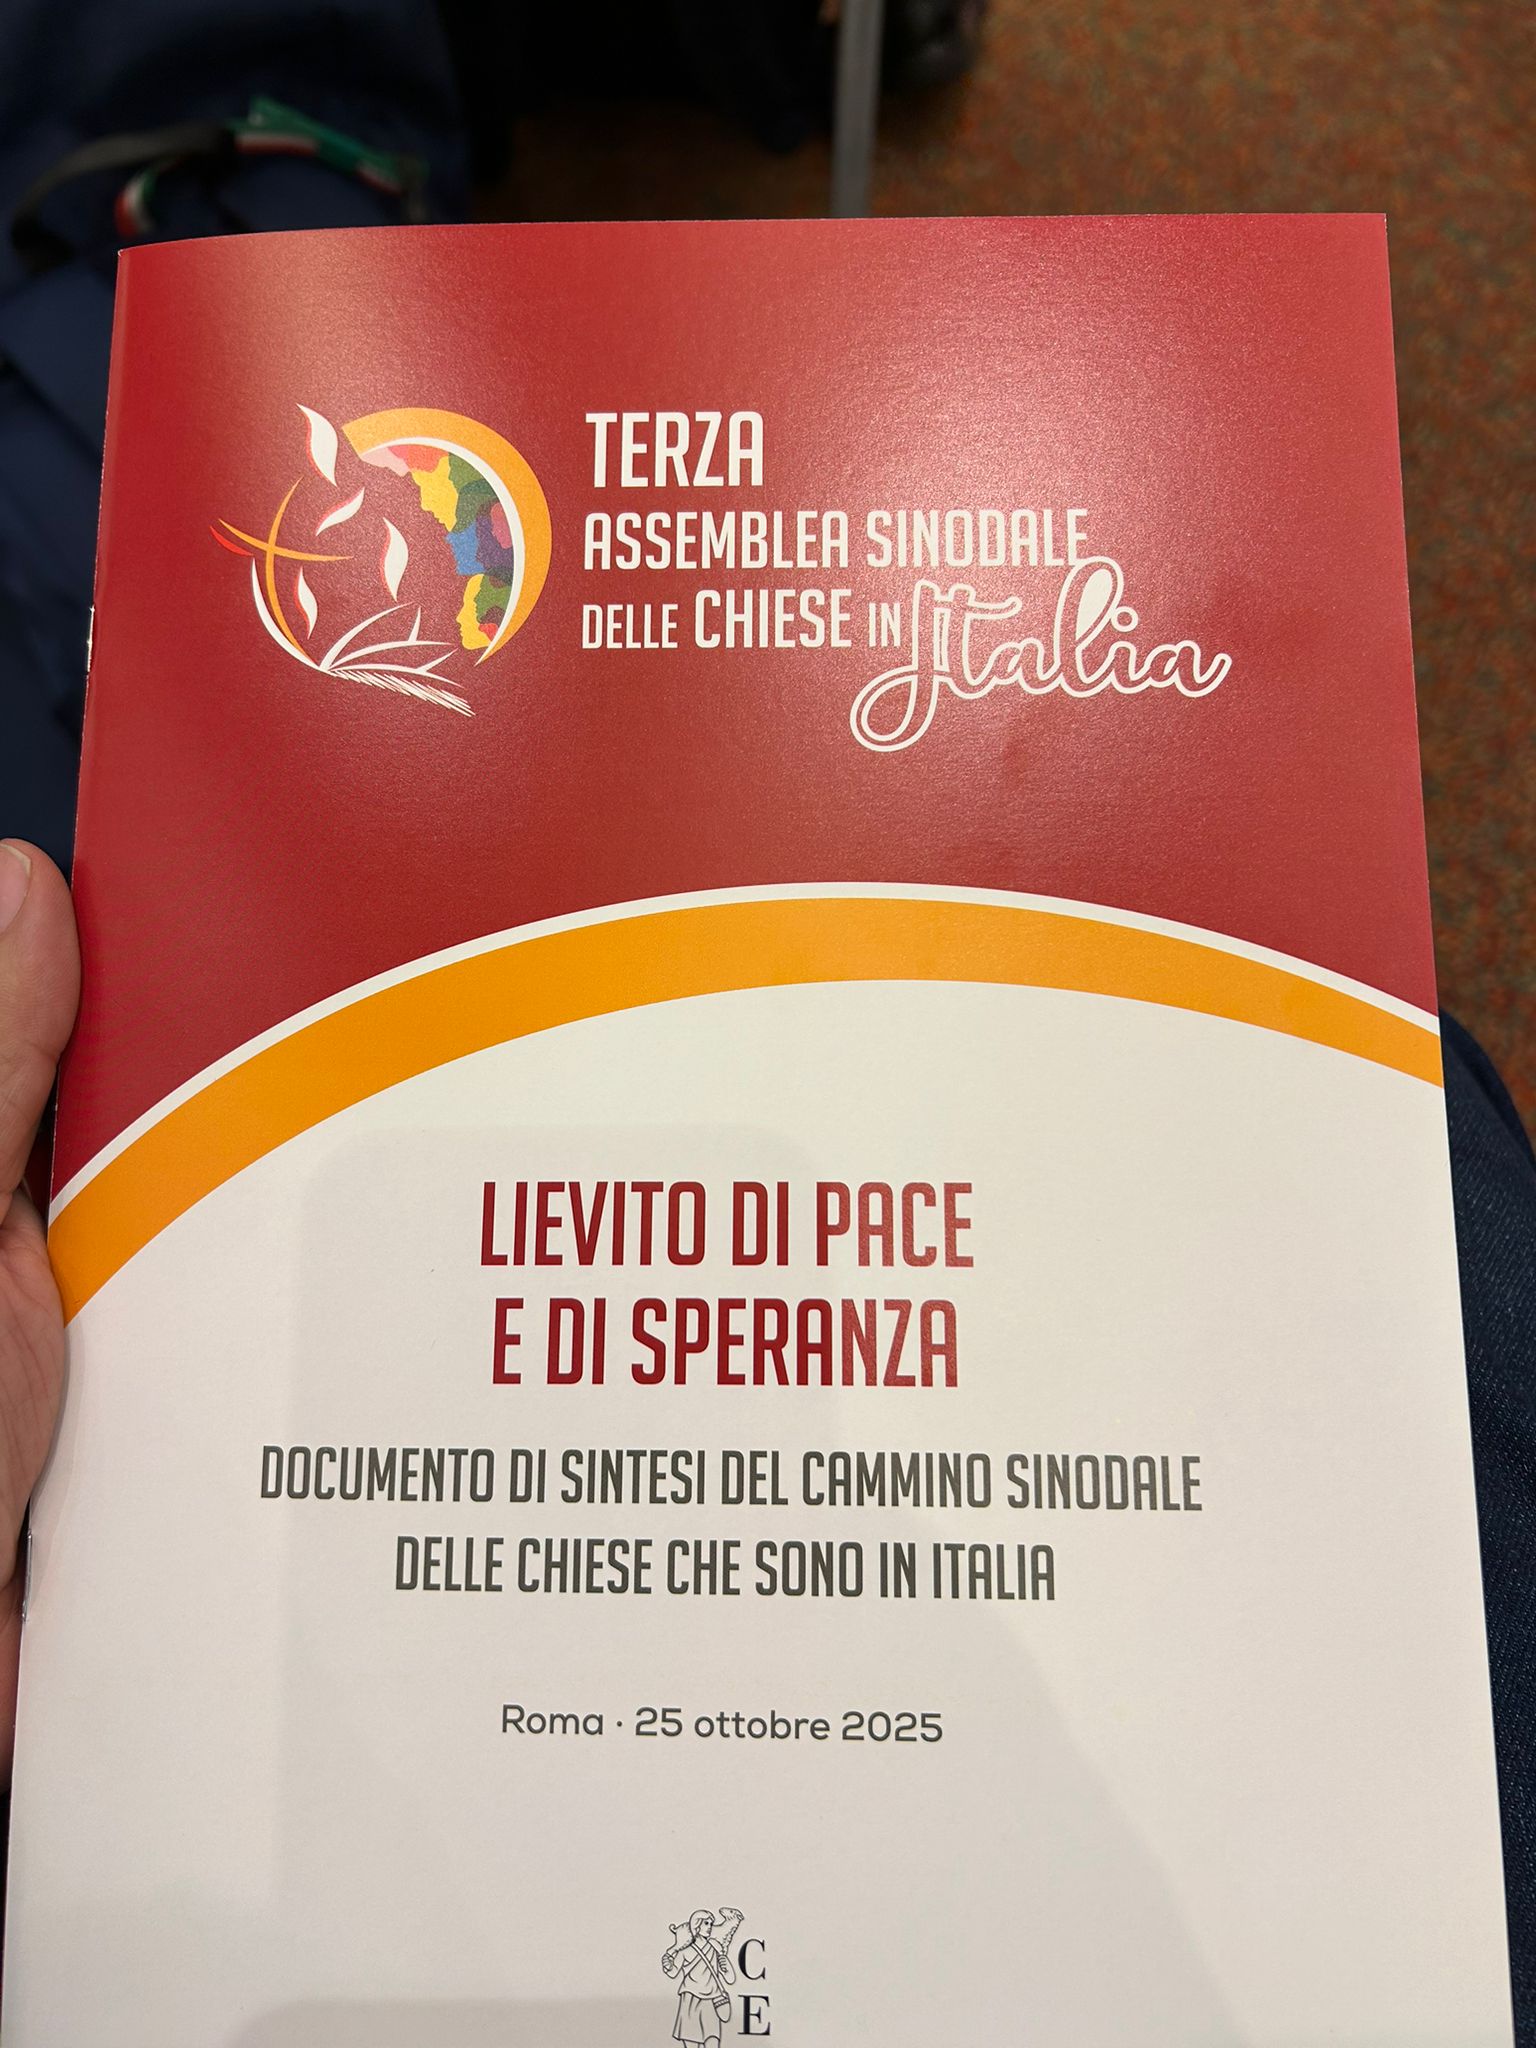 TERZA
ASSEMBLEA SINODALE
DELLE CHIESE IN Italia
LIEVITO DI PACE
E DI SPERANZA
DOCUMENTO DI SINTESI DEL CAMMINO SINODALE
DELLE CHIESE CHE SONO IN ITALIA
Roma · 25 ottobre 2025
C
E